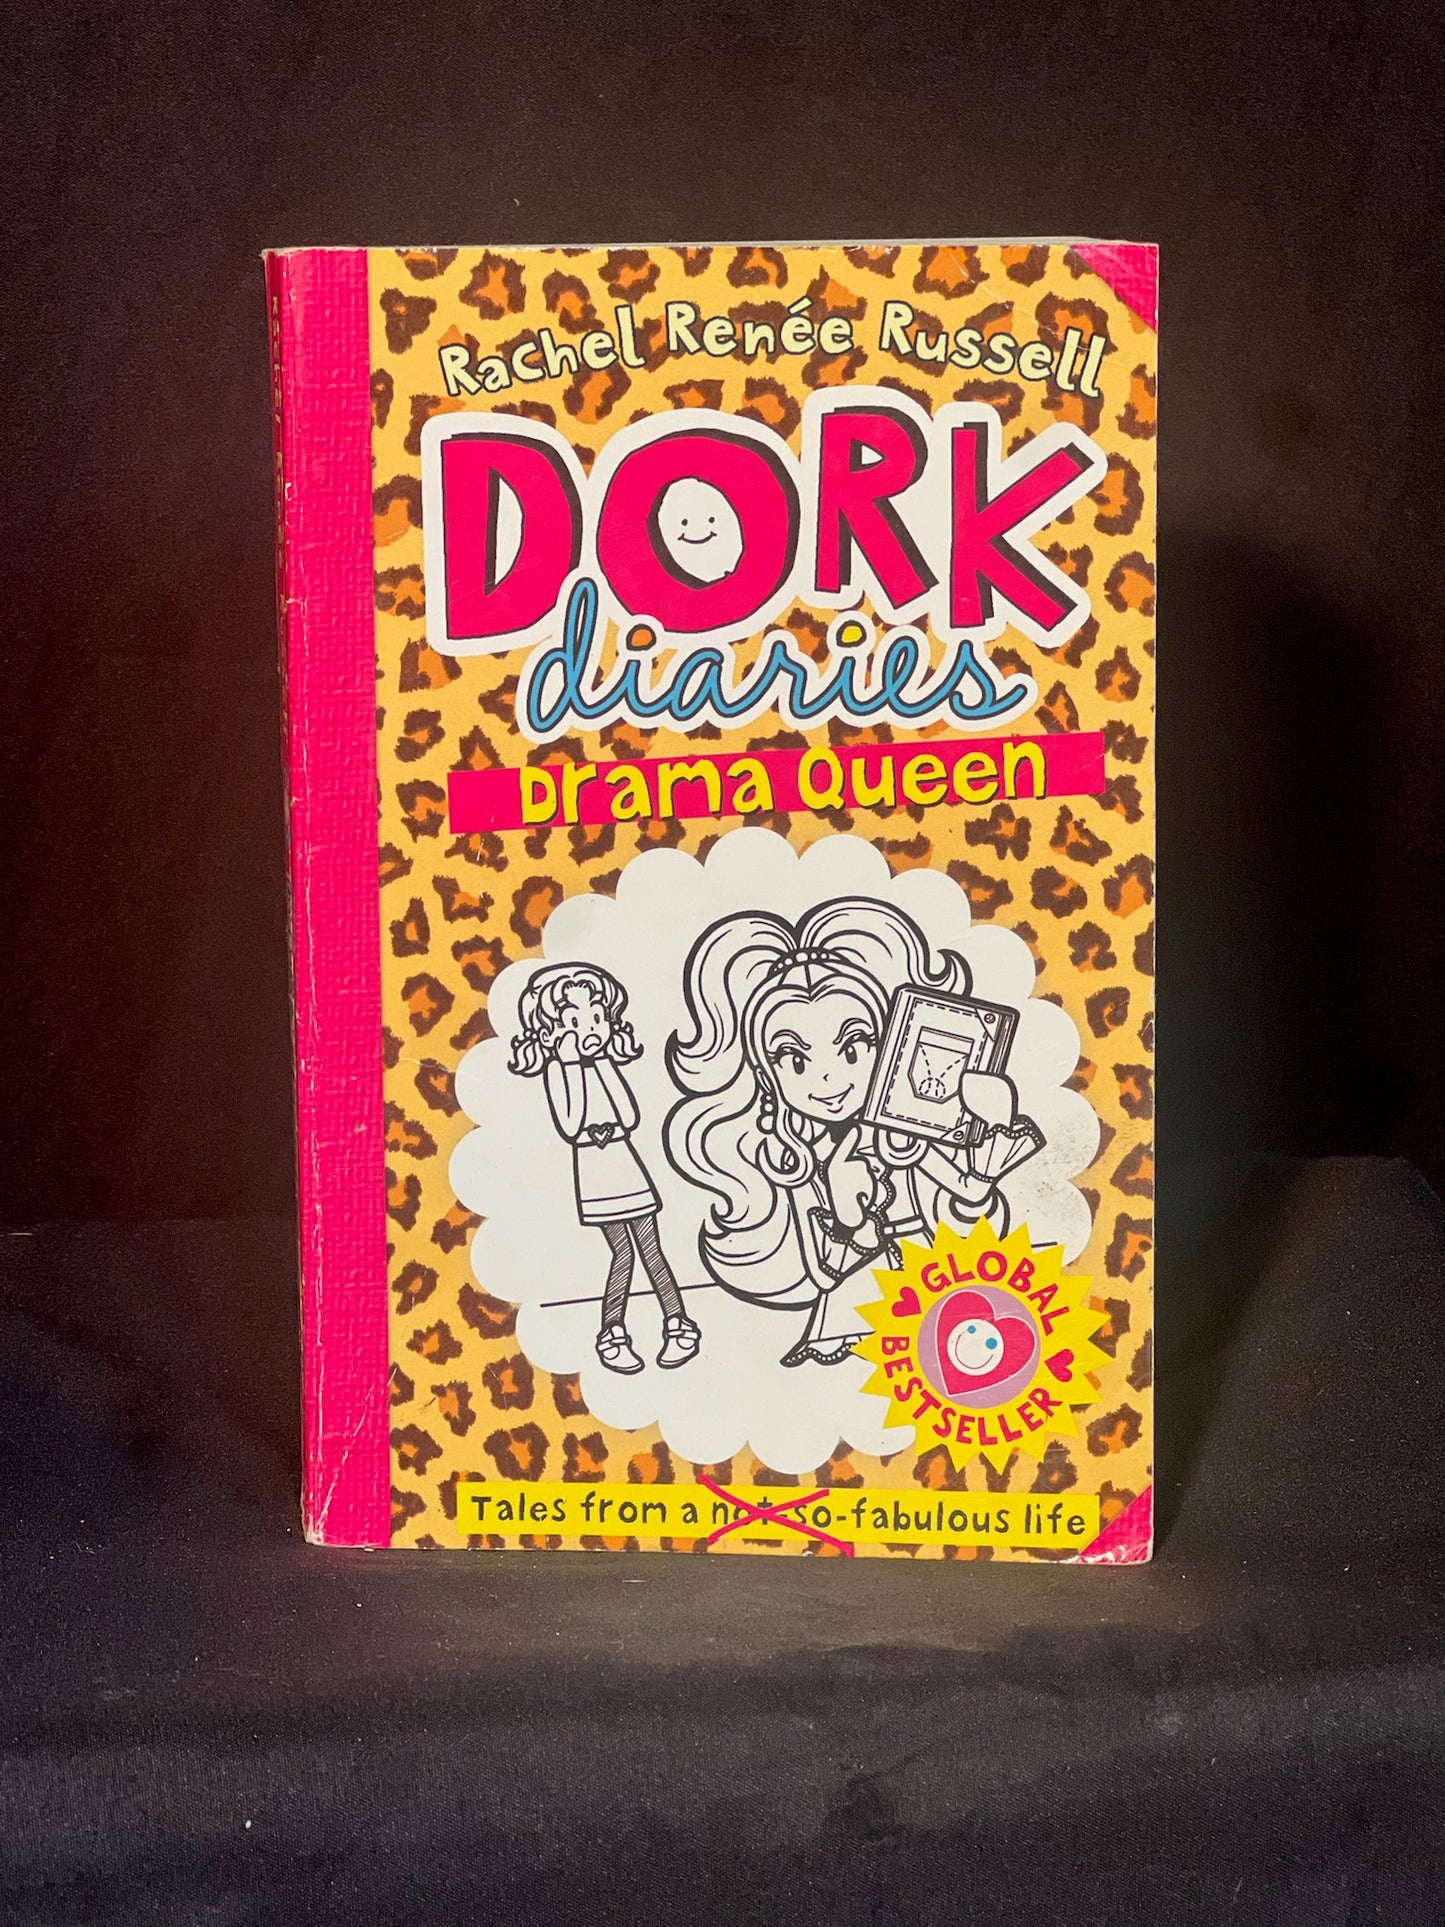 Rachel Renée Russell
DORK
diaries
Drama Queen
GLOBAL
BESTSELLER
Tales from a not-so-fabulous life